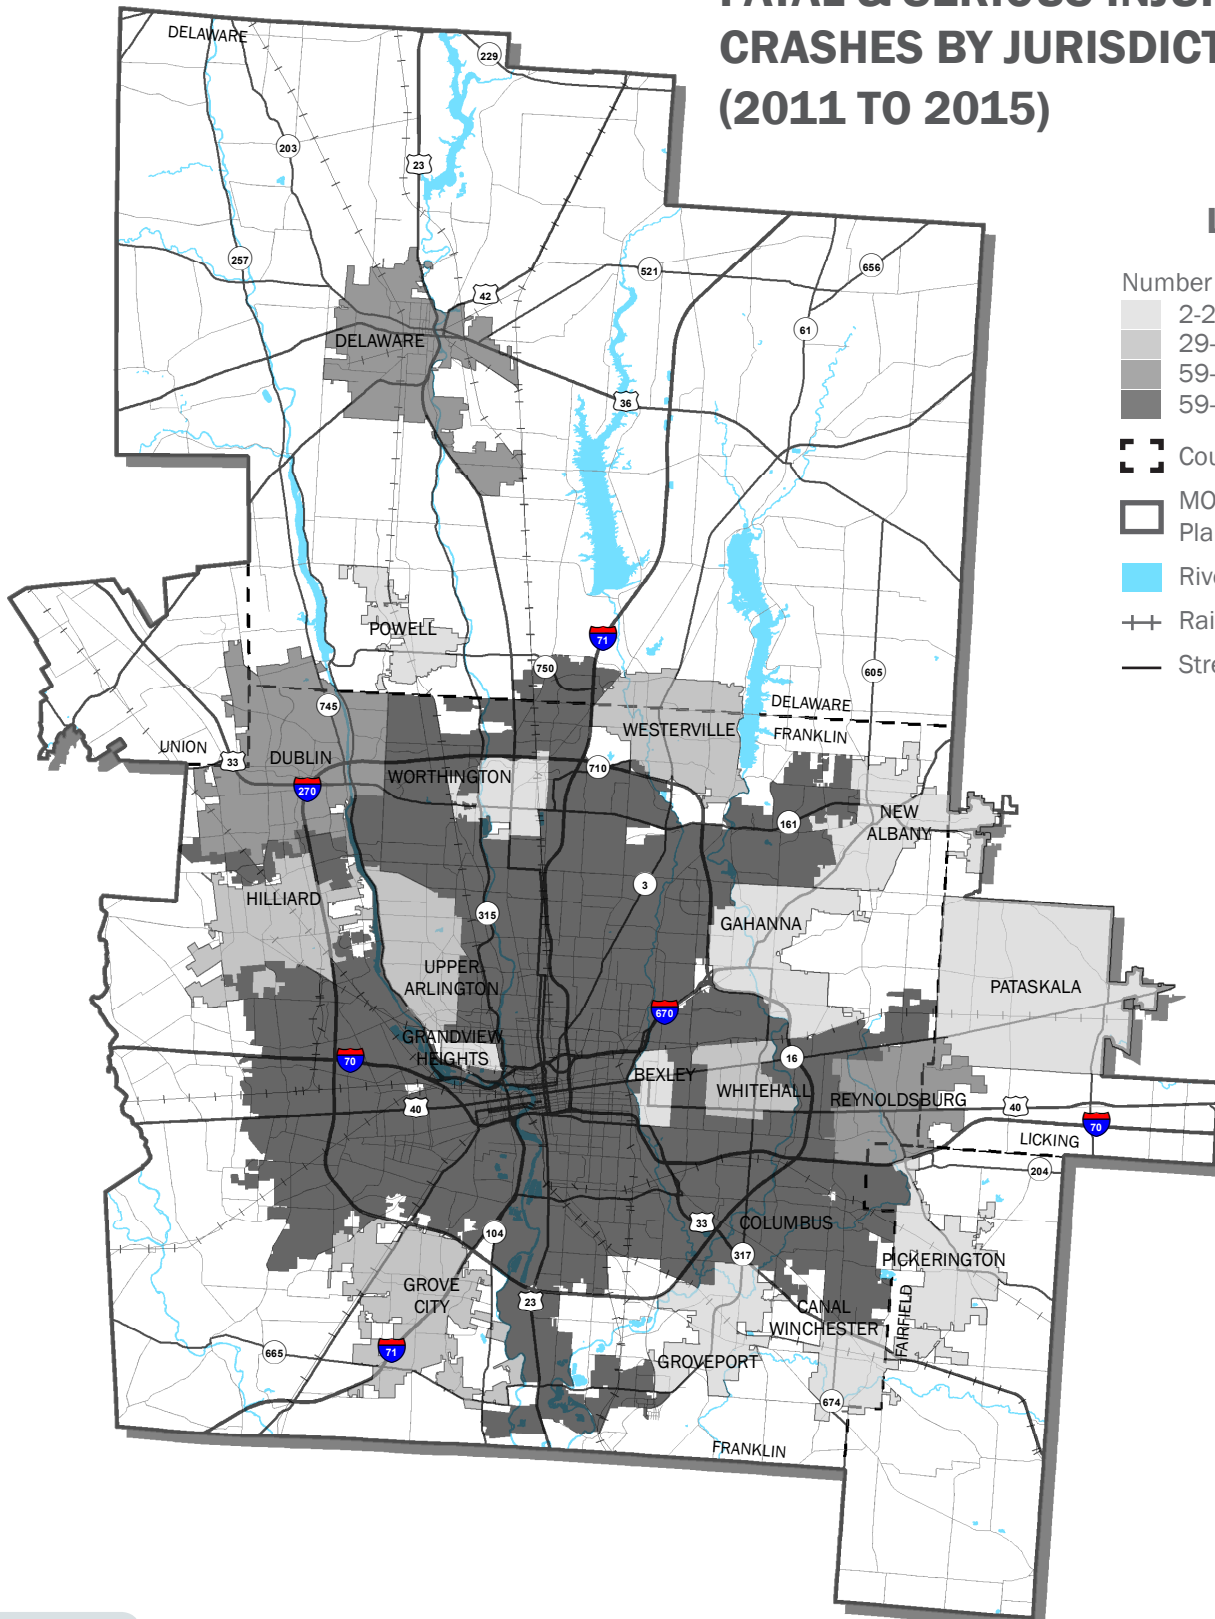 CRASHES BY JURISDICT
(2011 TO 2015)
DELAWARE
229
203
23
257
521
656
42
61
DELAWARE
36
Number
2-2
29-
59-
59-
Cou
MO
Pla
Rive
Rai
Stre
POWELL
71
750
605
745
DELAWARE
WESTERVILLE
FRANKLIN
UNION
33
DUBLIN
WORTHINGTON
710
270
161
NEW
ALBANY
3
HILLIARD
315
GAHANNA
UPPER
ARLINGTON
PATASKALA
670
GRANDVIEW
HEIGHTS
70
16
BEXLEY
WHITEHALL
REYNOLDSBURG
40
40
70
LICKING
204
33
COLUMBUS
104
317
PICKERINGTON
GROVE
CITY
23
CANAL
WINCHESTER
FAIRFIELD
665
71
GROVEPORT
674
FRANKLIN